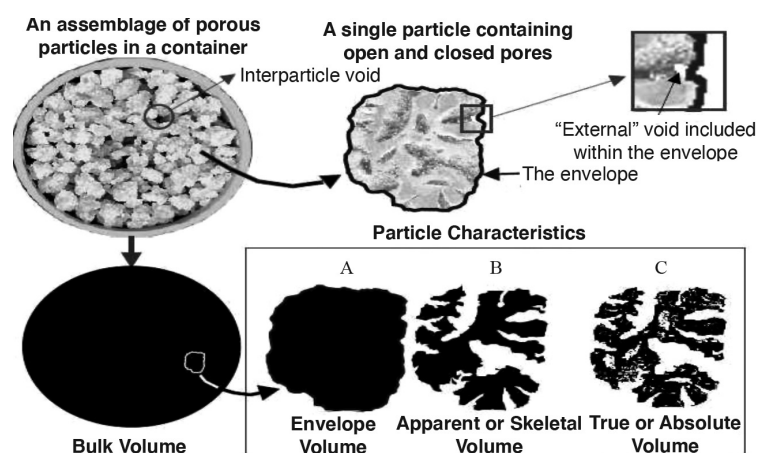 An assemblage of porous
particles in a container
A single particle containing
open and closed pores
Interparticle void
“External” void included
within the envelope
The envelope
Particle Characteristics
A
B
C
Bulk Volume
Envelope
Volume
Apparent or Skeletal
Volume
True or Absolute
Volume